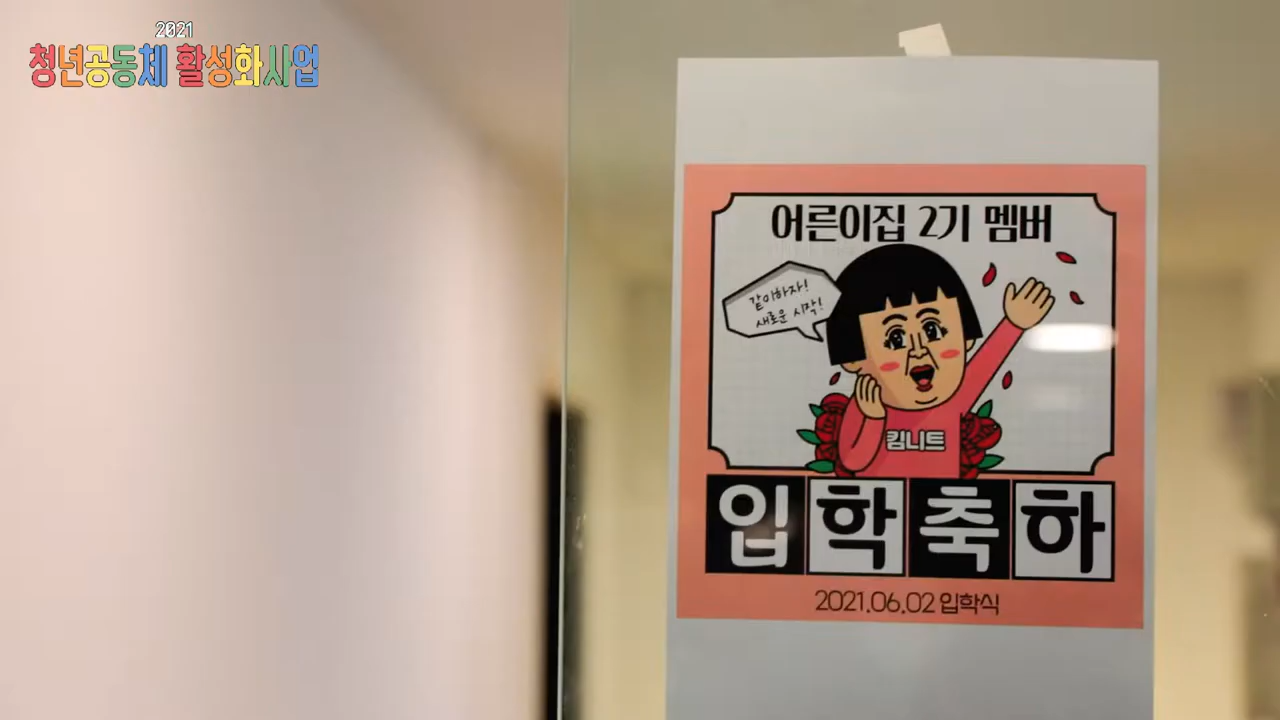 2021
청년공동체 활성화사업
어른이집 2기 멤버
같이하자!
새로운 시작!
킴니트
입학축하
2021.06.02 입학식